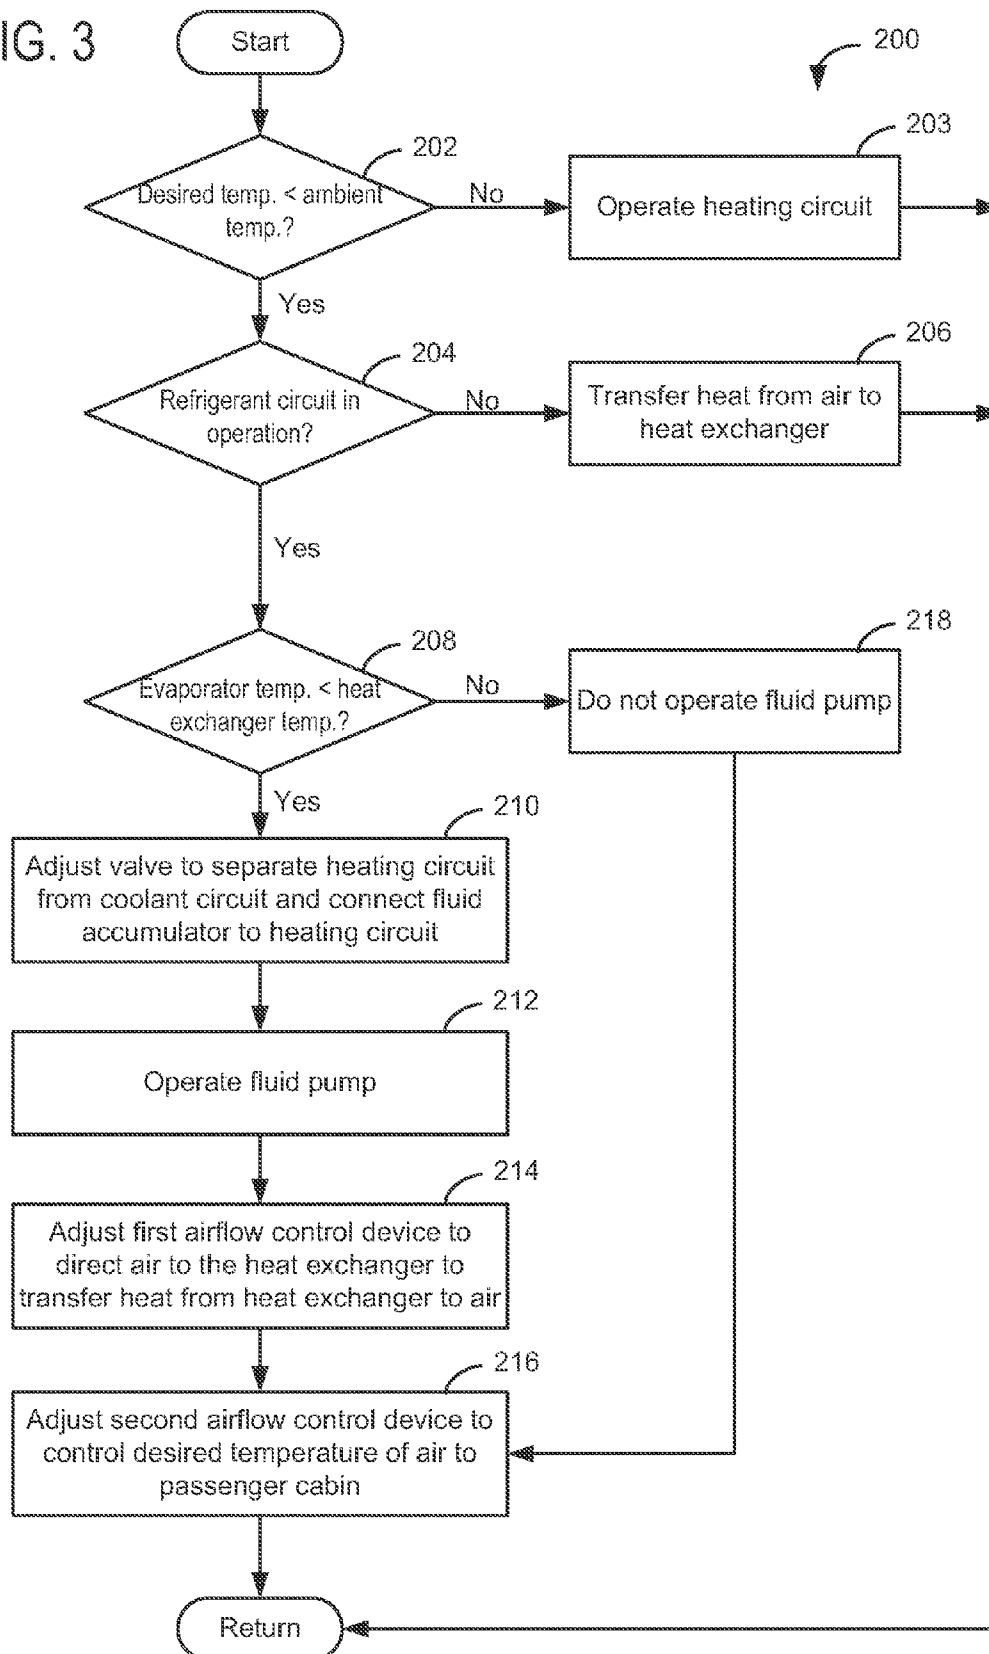 IG. 3
Start
200
202
Desired temp. < ambient
temp.?
No
203
Operate heating circuit
Yes
204
Refrigerant circuit in
operation?
No
206
Transfer heat from air to
heat exchanger
Yes
208
Evaporator temp. < heat
exchanger temp.?
No
218
Do not operate fluid pump
Yes
210
Adjust valve to separate heating circuit
from coolant circuit and connect fluid
accumulator to heating circuit
212
Operate fluid pump
214
Adjust first airflow control device to
direct air to the heat exchanger to
transfer heat from heat exchanger to air
216
Adjust second airflow control device to
control desired temperature of air to
passenger cabin
Return